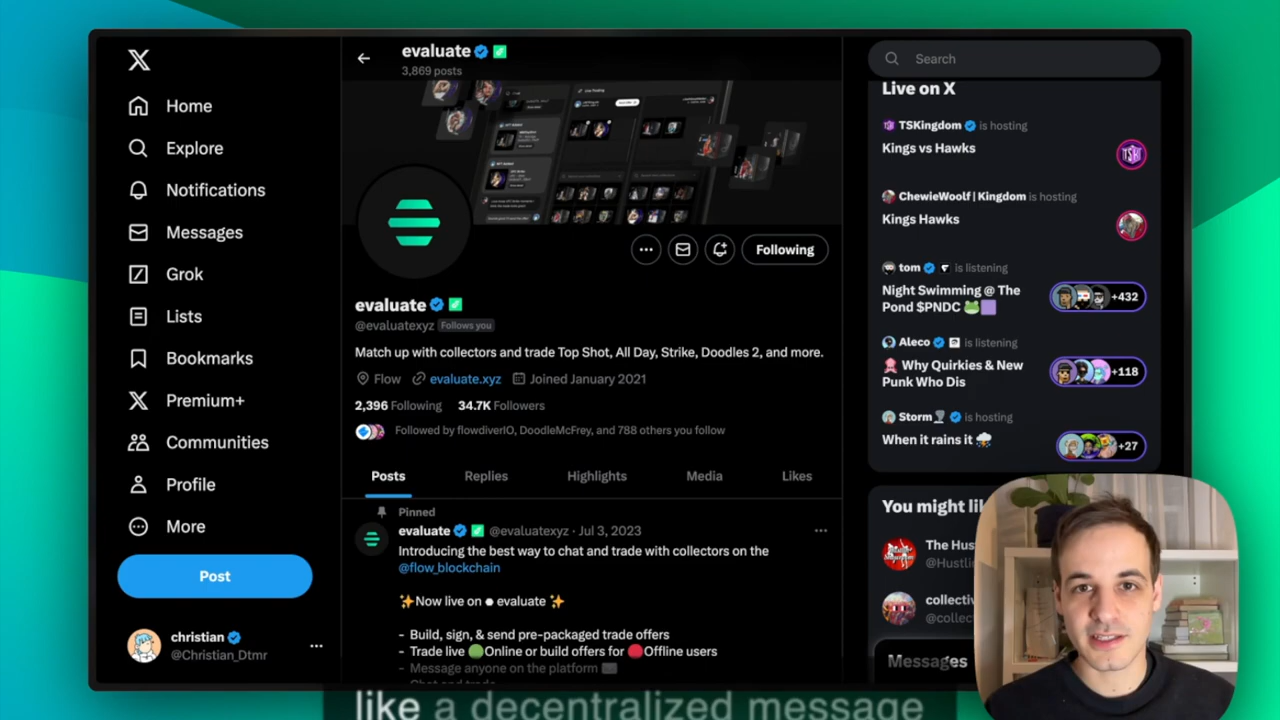 Home
Explore
Notifications
Messages
Grok
Lists
Bookmarks
Premium+
Communities
Profile
More
Post
christian
@Christian_Dtmr
evaluate
3,869 posts
Following
evaluate
@evaluatexyz Follows you
Match up with collectors and trade Top Shot, All Day, Strike, Doodles 2, and more.
Flow evaluate.xyz Joined January 2021
2,396 Following 34.7K Followers
Followed by flowdiverIO, DoodleMcFrey, and 788 others you follow
Posts Replies Highlights Media Likes
Pinned
evaluate @evaluatexyz · Jul 3, 2023
Introducing the best way to chat and trade with collectors on the
@flow_blockchain
✨Now live on ● evaluate ✨
- Build, sign, & send pre-packaged trade offers
- Trade live 🟢Online or build offers for 🔴Offline users
- Message anyone on the platform ✉️
- Chat and trade
Search
Live on X
TSKingdom is hosting
Kings vs Hawks
ChewieWoolf | Kingdom is hosting
Kings Hawks
tom is listening
Night Swimming @ The
Pond $PNDC 🐸🟪
+432
Aleco is listening
Why Quirkies & New
Punk Who Dis
+118
Storm is hosting
When it rains it ⛈️
+27
You might li
The Hus
@Hustli
collectiv
@collec
Messages
like a decentralized message